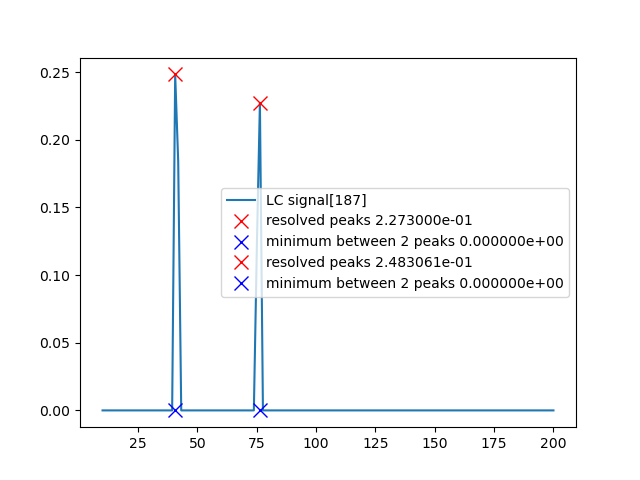 0.25
0.20
0.15
0.10
0.05
0.00
LC signal[187]
resolved peaks 2.273000e-01
minimum between 2 peaks 0.000000e+00
resolved peaks 2.483061e-01
minimum between 2 peaks 0.000000e+00
25 50 75 100 125 150 175 200